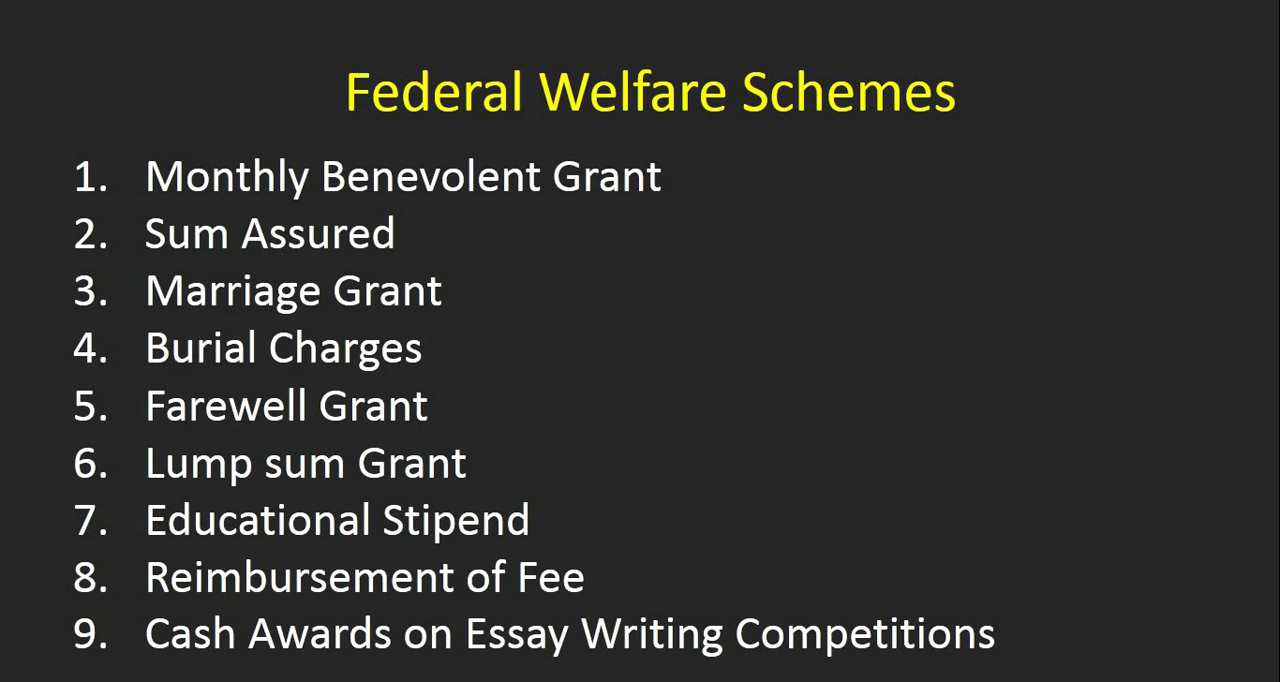 Federal Welfare Schemes
1. Monthly Benevolent Grant
2. Sum Assured
3. Marriage Grant
4. Burial Charges
5. Farewell Grant
6. Lump sum Grant
7. Educational Stipend
8. Reimbursement of Fee
9. Cash Awards on Essay Writing Competitions